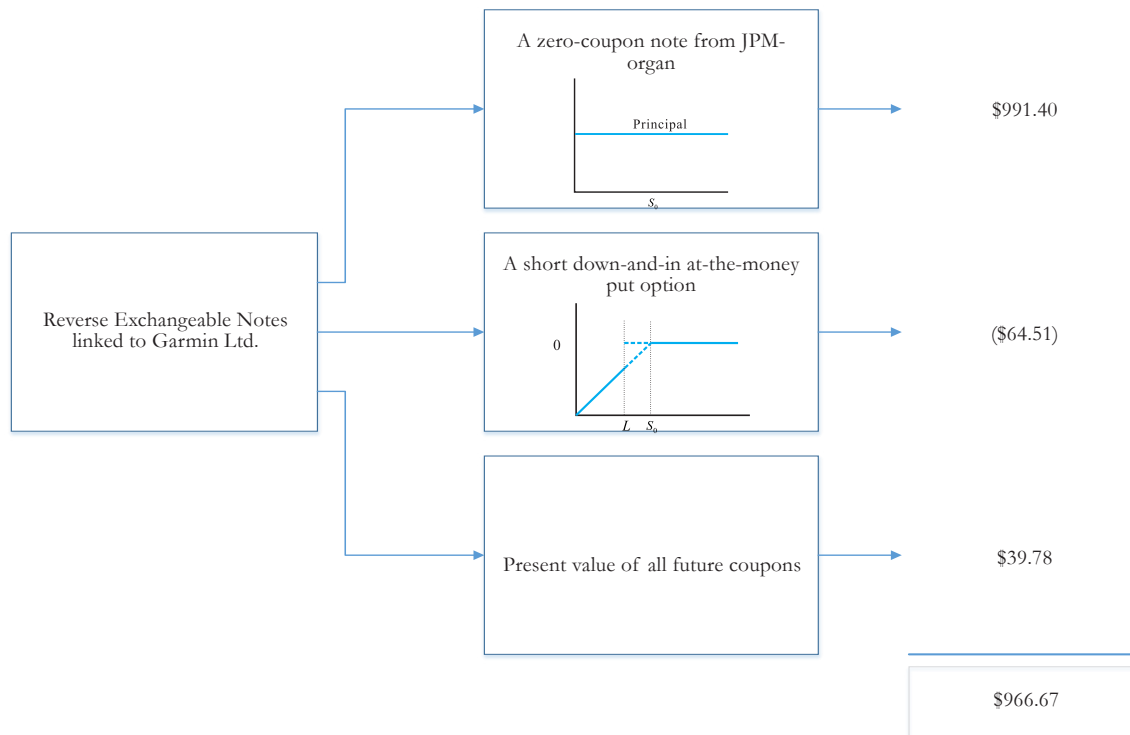 A zero-coupon note from JPM-
organ
Principal
S₀
$991.40
Reverse Exchangeable Notes
linked to Garmin Ltd.
A short down-and-in at-the-money
put option
0
L S₀
($64.51)
Present value of all future coupons
$39.78
$966.67